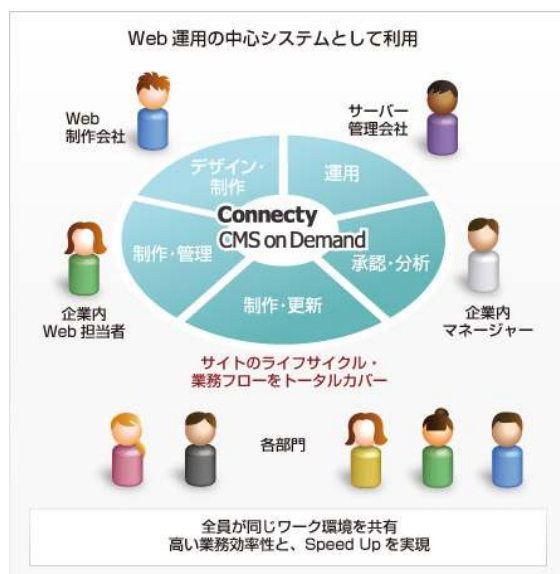 Web 運用の中心システムとして利用
Web
制作会社
サーバー
管理会社
デザイン・
制作
運用
Connecty
CMS on Demand
制作・管理
承認・分析
制作・更新
企業内
Web 担当者
企業内
マネージャー
サイトのライフサイクル・
業務フローをトータルカバー
各部門
全員が同じワーク環境を共有
高い業務効率性と、Speed Up を実現